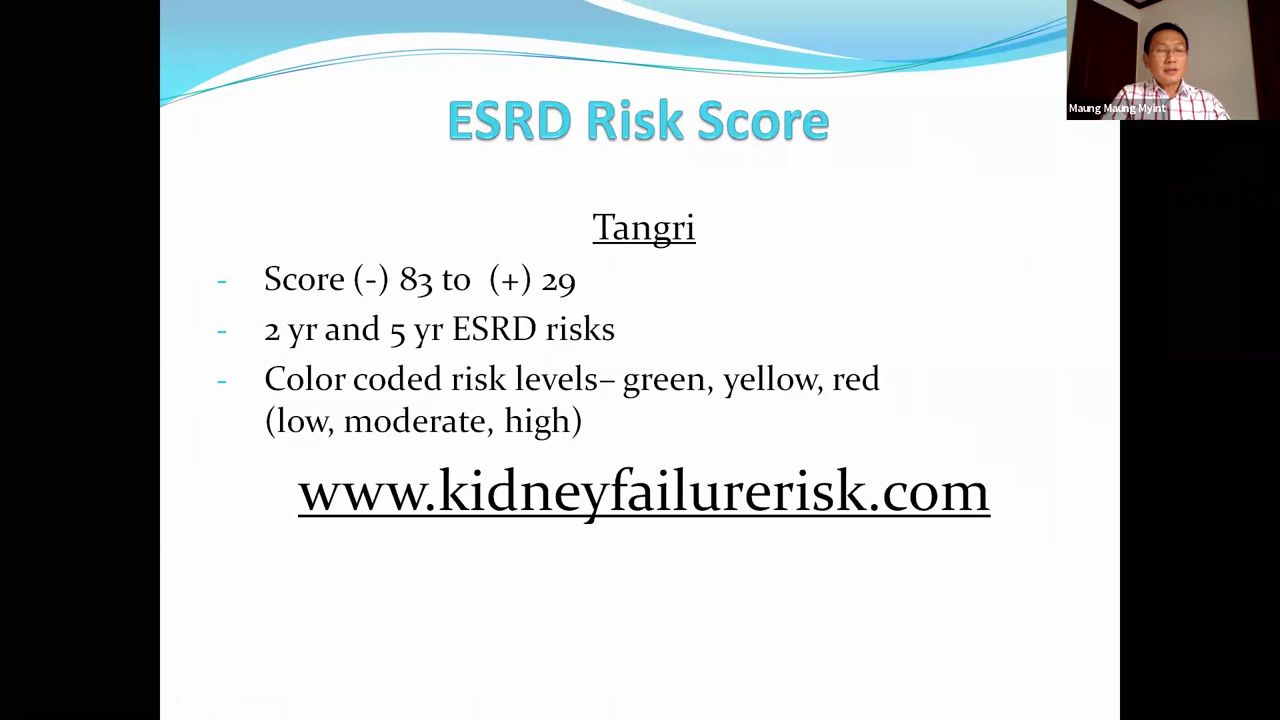 ESRD Risk Score
Maung Maung Myint
Tangri
- Score (-) 83 to (+) 29
- 2 yr and 5 yr ESRD risks
- Color coded risk levels– green, yellow, red
(low, moderate, high)
www.kidneyfailurerisk.com